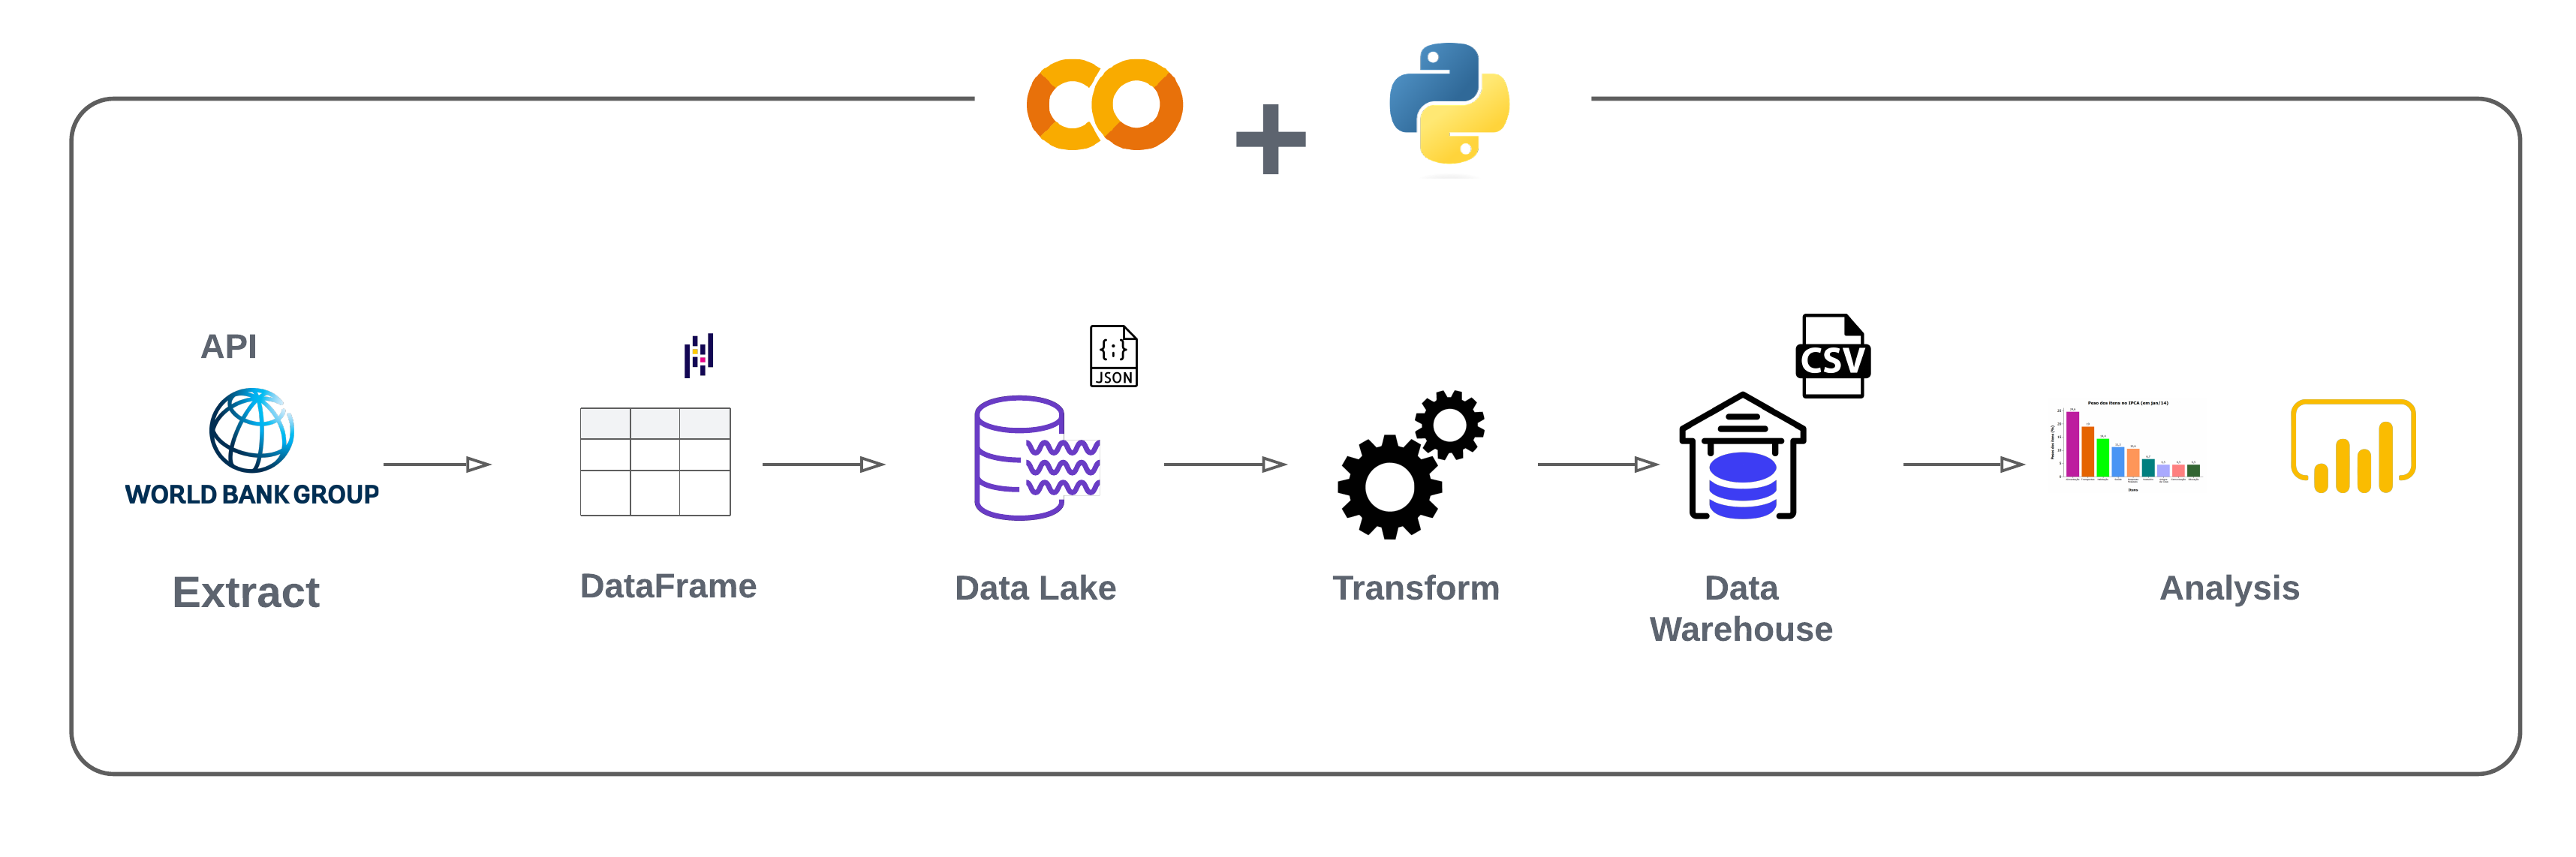 API
WORLD BANK GROUP
Extract
DataFrame
{;}
JSON
Data Lake
Transform
CSV
Data
Warehouse
Peso dos Itens no IPCA (em jan/14)
Analysis